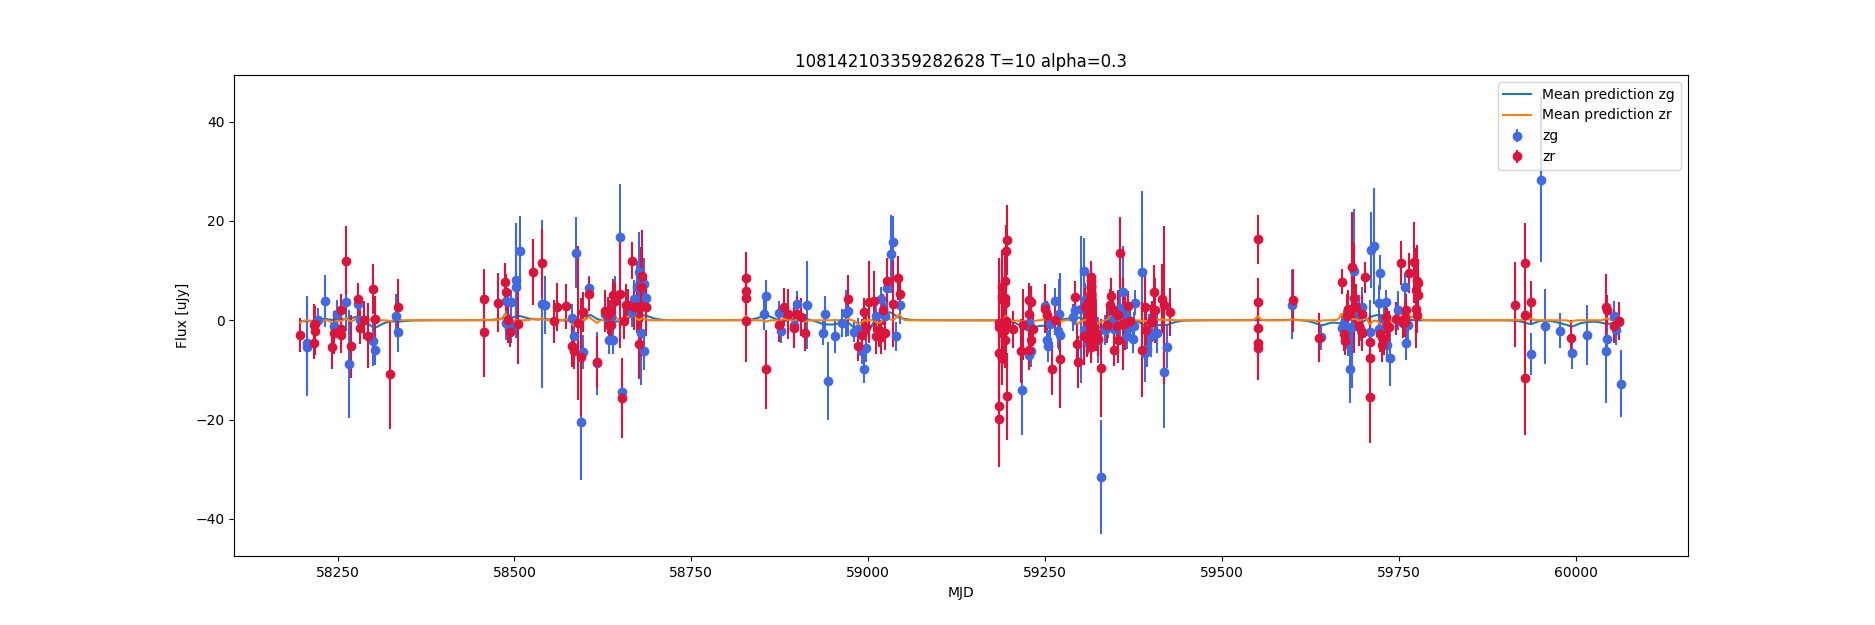 108142103359282628 T=10 alpha=0.3
Mean prediction zg
Mean prediction zr
zg
zr
40
20
0
−20
−40
Flux [uJy]
58250 58500 58750 59000 59250 59500 59750 60000
MJD